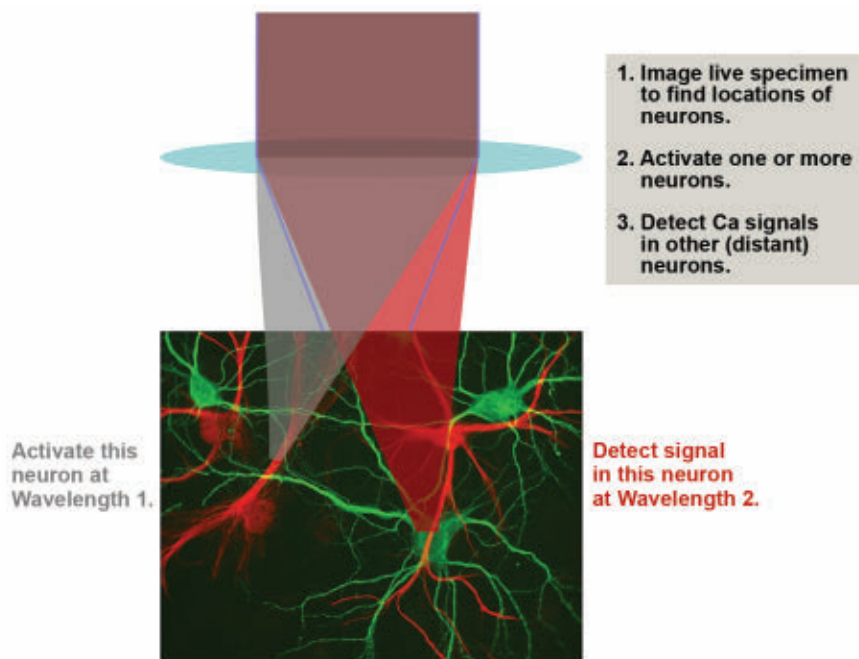 1. Image live specimen
to find locations of
neurons.
2. Activate one or more
neurons.
3. Detect Ca signals
in other (distant)
neurons.
Activate this
neuron at
Wavelength 1.
Detect signal
in this neuron
at Wavelength 2.